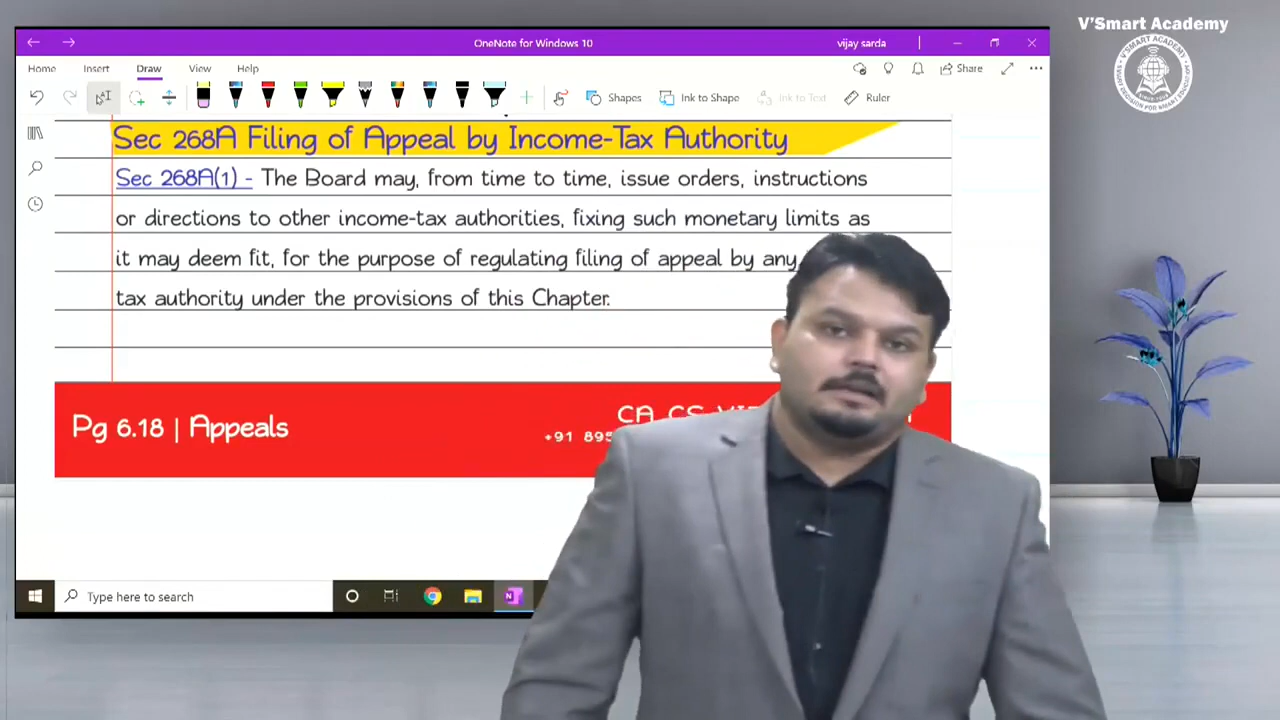 V'Smart Academy
OneNote for Windows 10
vijay sarda
Home Insert Draw View Help
Share
Shapes Ink to Shape Ink to Text Ruler
Sec 268A Filing of Appeal by Income-Tax Authority
Sec 268A(1) - The Board may, from time to time, issue orders, instructions
or directions to other income-tax authorities, fixing such monetary limits as
it may deem fit, for the purpose of regulating filing of appeal by any
tax authority under the provisions of this Chapter.
Pg 6.18 | Appeals
CA CS
+91 895
Type here to search